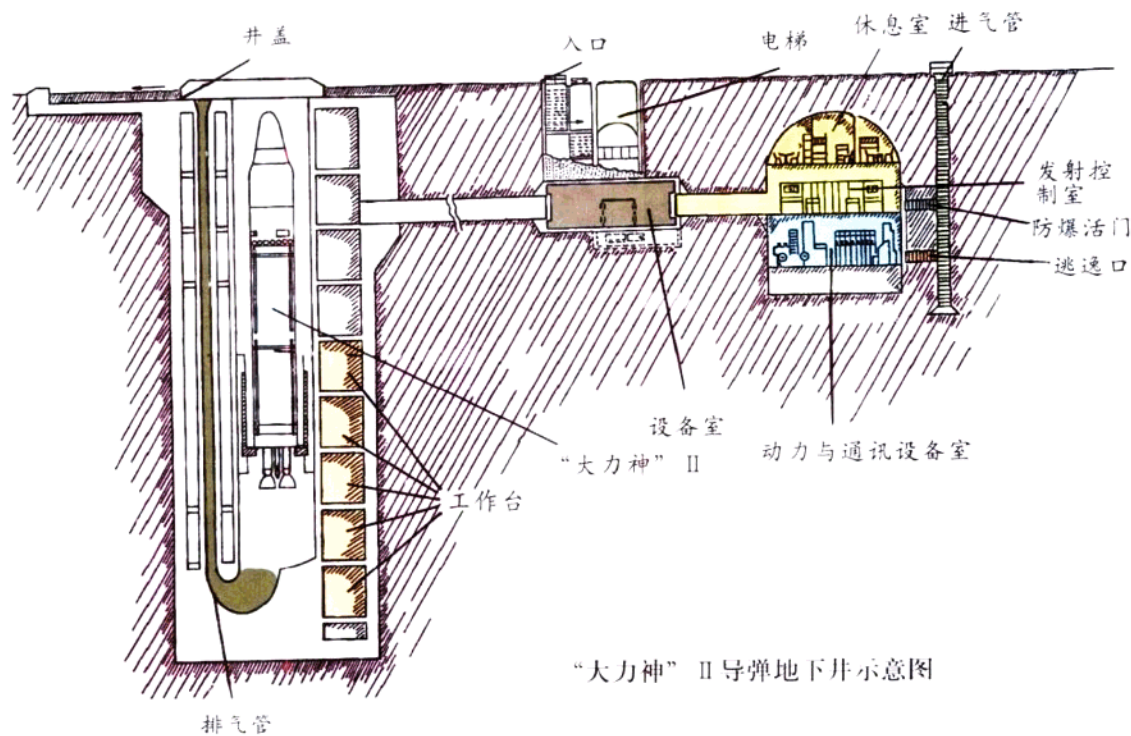 井盖
入口
电梯
休息室
进气管
发射控
制室
防爆活门
逃逸口
设备室
“大力神” Ⅱ
动力与通讯设备室
工作台
“大力神” Ⅱ导弹地下井示意图
排气管